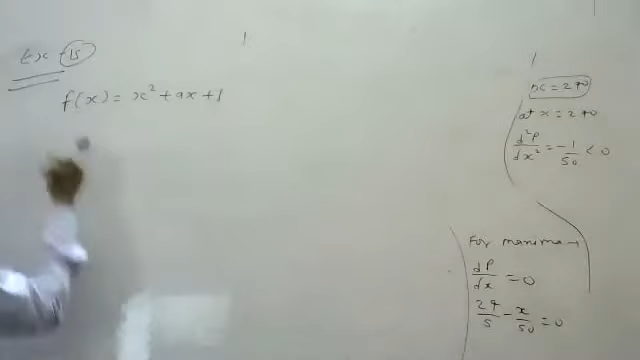 Ex - 15
f(x) = x² + ax + 1
x = 240
at x = 240
d²P/dx² = -1/50 < 0
For maxima
dP/dx = 0
24/5 - x/50 = 0